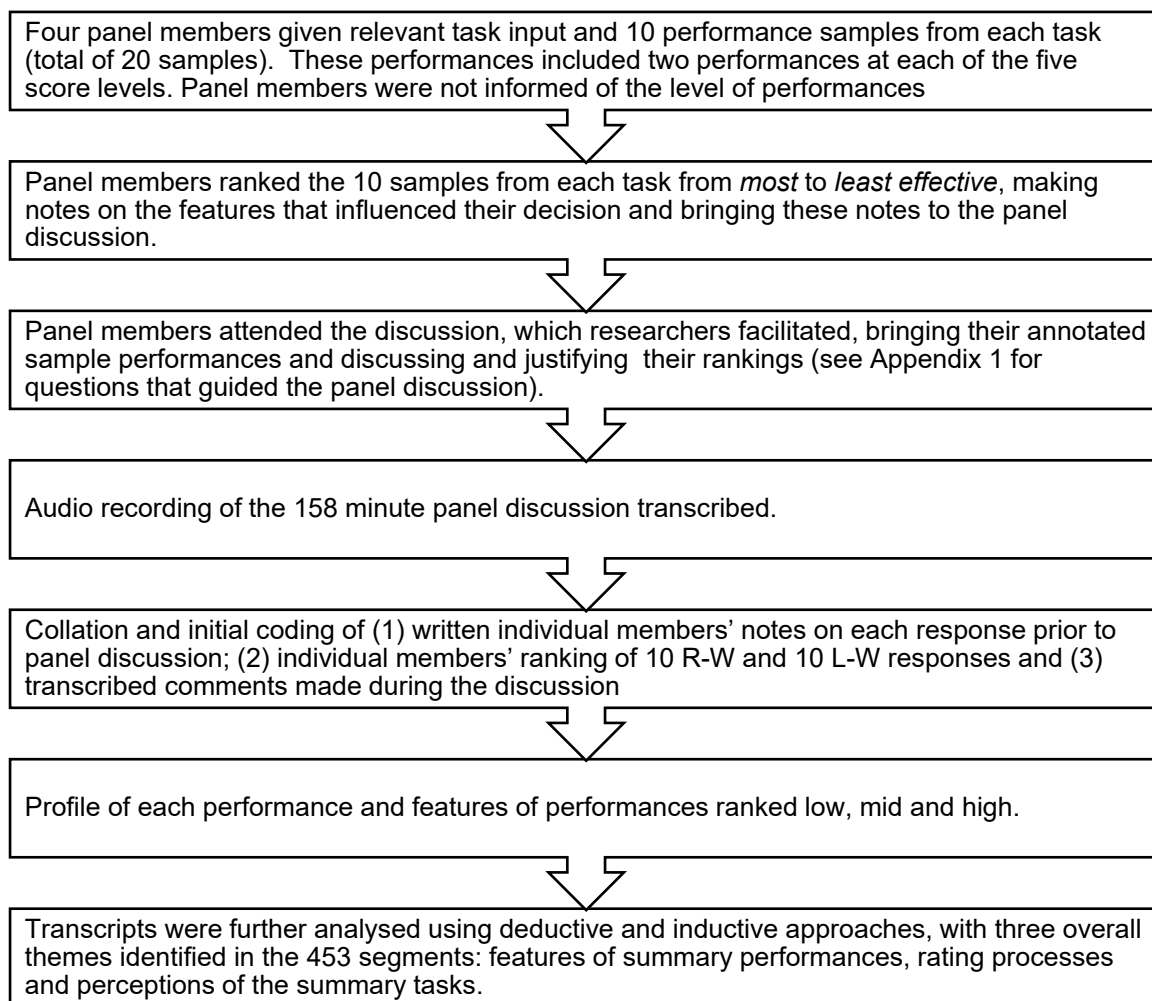 Four panel members given relevant task input and 10 performance samples from each task
(total of 20 samples).  These performances included two performances at each of the five
score levels. Panel members were not informed of the level of performances
Panel members ranked the 10 samples from each task from most to least effective, making
notes on the features that influenced their decision and bringing these notes to the panel
discussion.
Panel members attended the discussion, which researchers facilitated, bringing their annotated
sample performances and discussing and justifying  their rankings (see Appendix 1 for
questions that guided the panel discussion).
Audio recording of the 158 minute panel discussion transcribed.
Collation and initial coding of (1) written individual members’ notes on each response prior to
panel discussion; (2) individual members’ ranking of 10 R-W and 10 L-W responses and (3)
transcribed comments made during the discussion
Profile of each performance and features of performances ranked low, mid and high.
Transcripts were further analysed using deductive and inductive approaches, with three overall
themes identified in the 453 segments: features of summary performances, rating processes
and perceptions of the summary tasks.